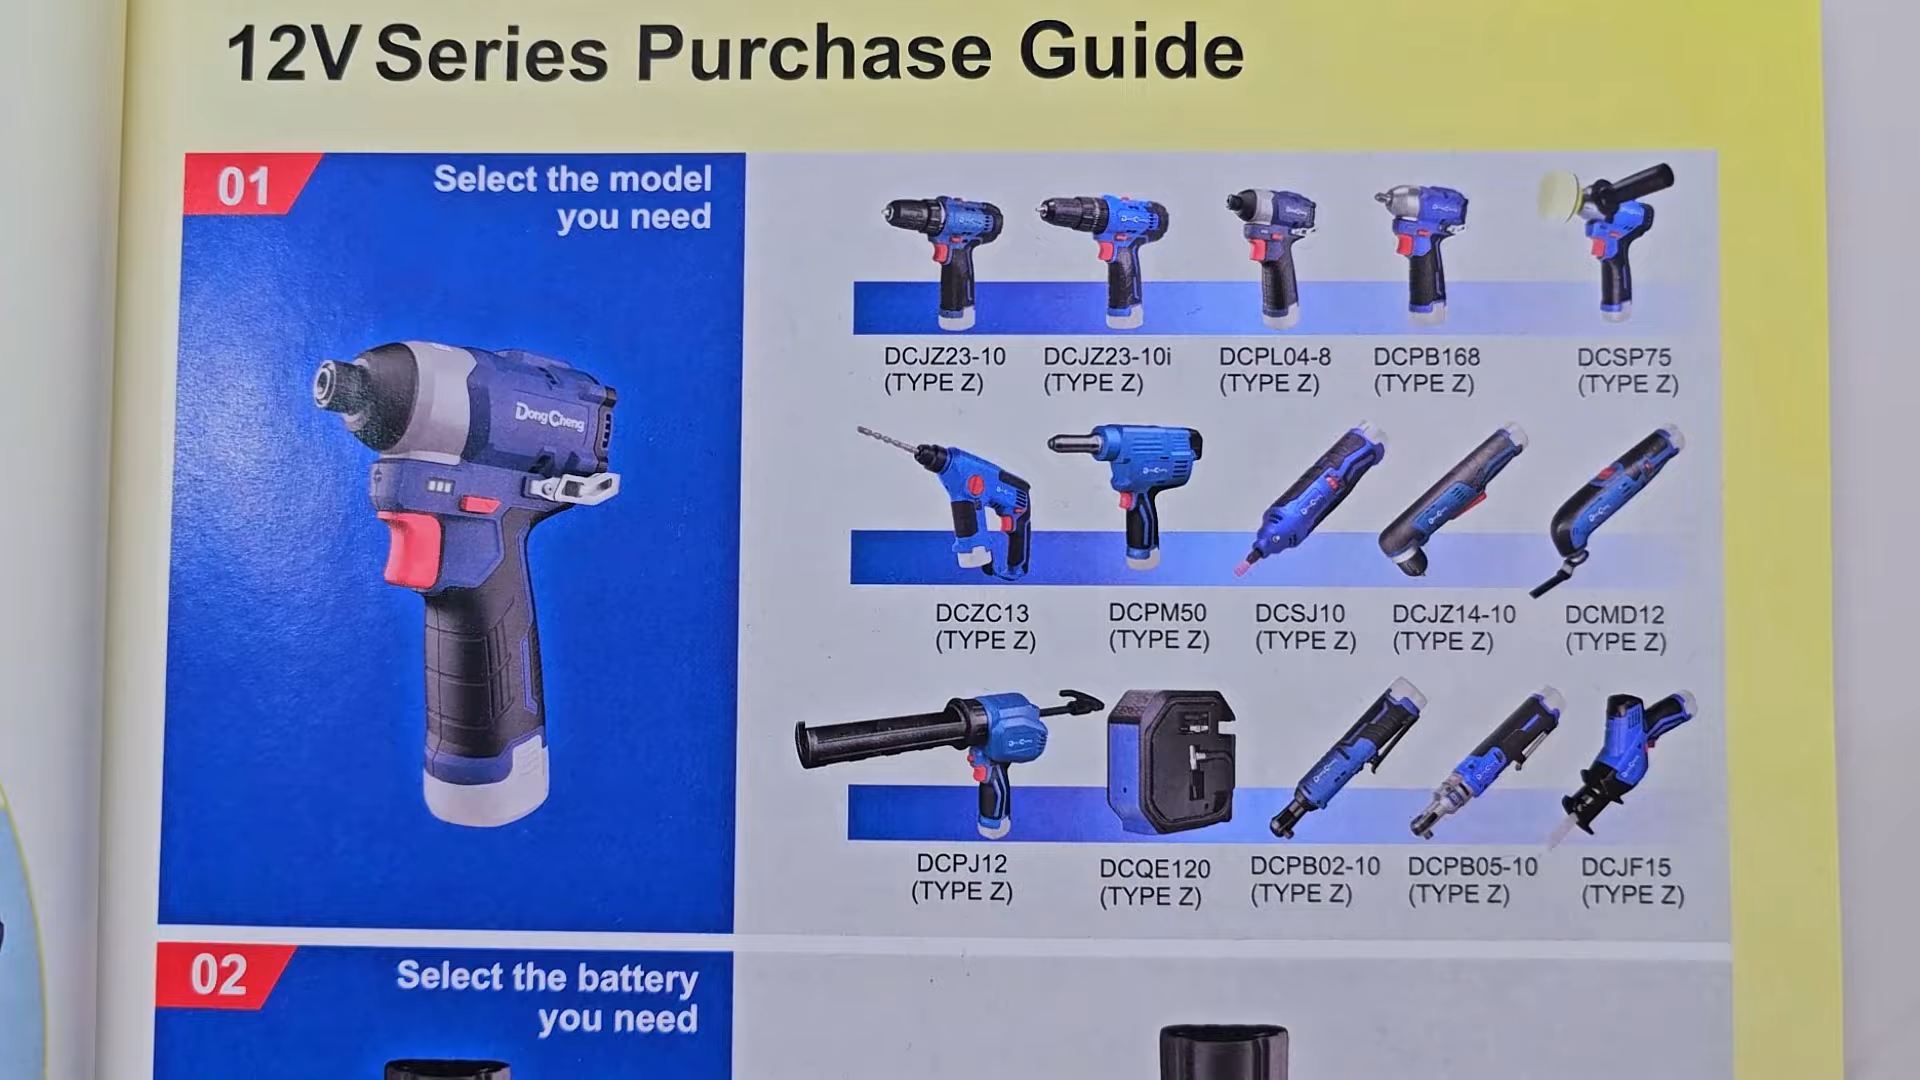 12V Series Purchase Guide
01
Select the model
you need
DongCheng
DCJZ23-10
(TYPE Z)
DCJZ23-10i
(TYPE Z)
DCPL04-8
(TYPE Z)
DCPB168
(TYPE Z)
DCSP75
(TYPE Z)
DCZC13
(TYPE Z)
DCPM50
(TYPE Z)
DCSJ10
(TYPE Z)
DCJZ14-10
(TYPE Z)
DCMD12
(TYPE Z)
DCPJ12
(TYPE Z)
DCQE120
(TYPE Z)
DCPB02-10
(TYPE Z)
DCPB05-10
(TYPE Z)
DCJF15
(TYPE Z)
02
Select the battery
you need